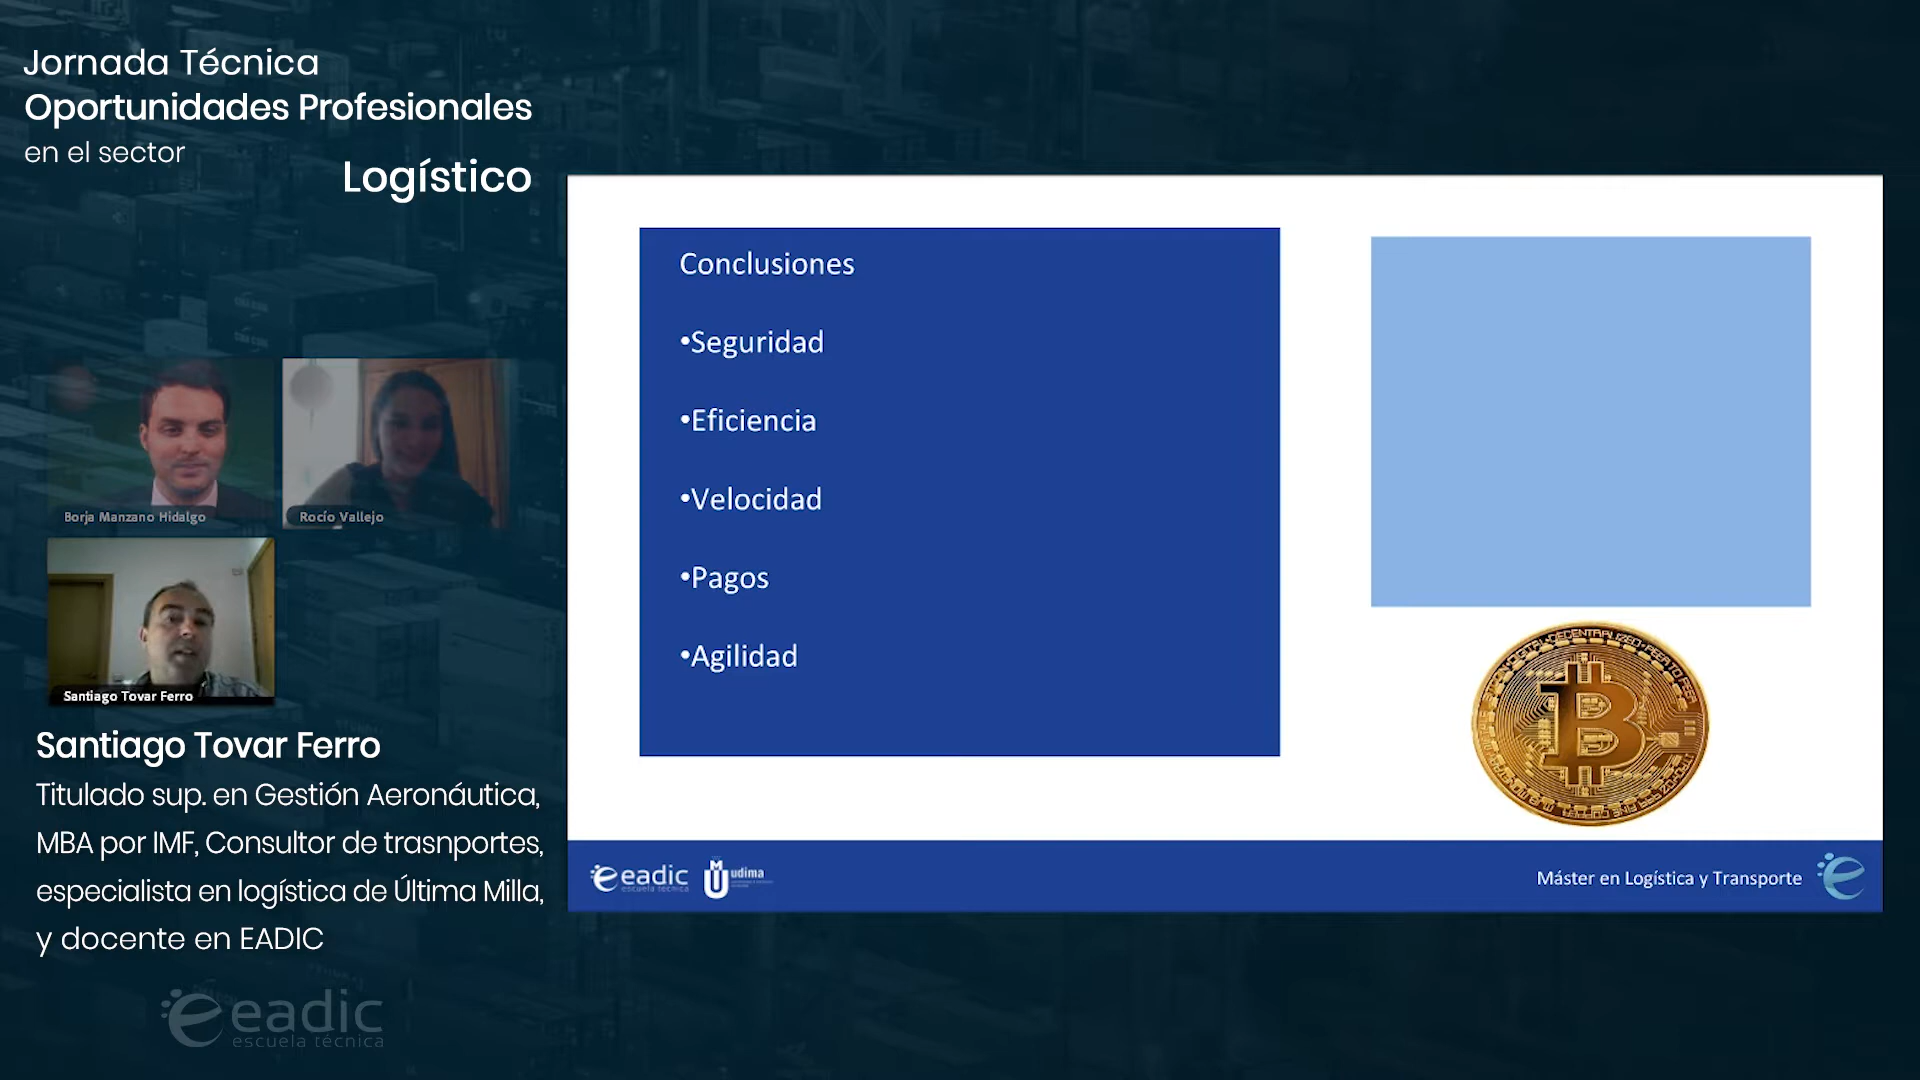 Jornada Técnica
Oportunidades Profesionales
en el sector
Logístico
Borja Manzano Hidalgo
Rocío Vallejo
Santiago Tovar Ferro
Santiago Tovar Ferro
Titulado sup. en Gestión Aeronáutica,
MBA por IMF, Consultor de trasnportes,
especialista en logística de Última Milla,
y docente en EADIC
eadic
escuela técnica
Conclusiones
•Seguridad
•Eficiencia
•Velocidad
•Pagos
•Agilidad
eadic
escuela técnica
udima
Máster en Logística y Transporte